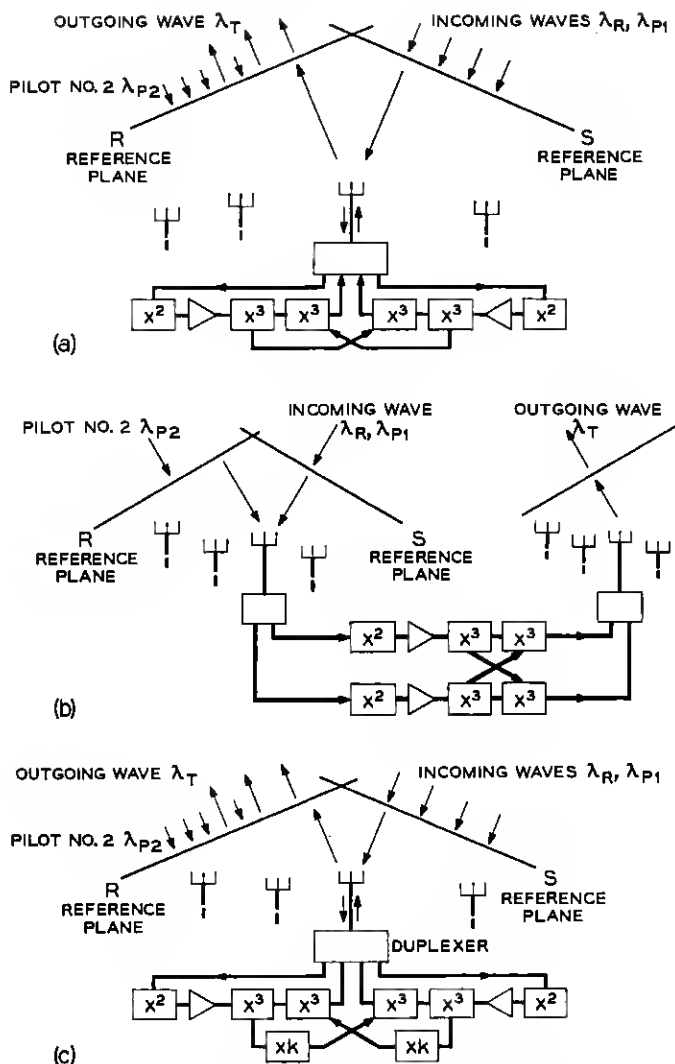 OUTGOING WAVE λT
INCOMING WAVES λR, λP1
PILOT NO. 2 λP2
R
REFERENCE
PLANE
S
REFERENCE
PLANE
X² X³ X³ X³ X³ X²
(a)
PILOT NO. 2 λP2
INCOMING WAVE
λR, λP1
OUTGOING WAVE
λT
R
REFERENCE
PLANE
S
REFERENCE
PLANE
X² X³ X³
X² X³ X³
(b)
OUTGOING WAVE λT
INCOMING WAVES λR, λP1
PILOT NO. 2 λP2
R
REFERENCE
PLANE
S
REFERENCE
PLANE
DUPLEXER
X² X³ X³ X³ X³ X²
XK XK
(c)